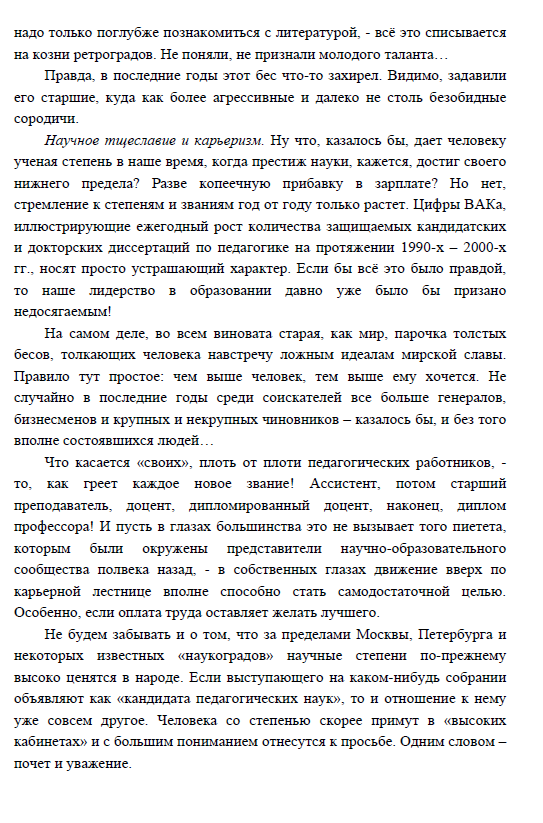 надо только поглубже познакомиться с литературой, - всё это списывается
на козни ретроградов. Не поняли, не признали молодого таланта…
Правда, в последние годы этот бес что-то захирел. Видимо, задавили
его старшие, куда как более агрессивные и далеко не столь безобидные
сородичи.
Научное тщеславие и карьеризм. Ну что, казалось бы, дает человеку
ученая степень в наше время, когда престиж науки, кажется, достиг своего
нижнего предела? Разве копеечную прибавку в зарплате? Но нет,
стремление к степеням и званиям год от году только растет. Цифры ВАКа,
иллюстрирующие ежегодный рост количества защищаемых кандидатских
и докторских диссертаций по педагогике на протяжении 1990-х – 2000-х
гг., носят просто устрашающий характер. Если бы всё это было правдой,
то наше лидерство в образовании давно уже было бы призано
недосягаемым!
На самом деле, во всем виновата старая, как мир, парочка толстых
бесов, толкающих человека навстречу ложным идеалам мирской славы.
Правило тут простое: чем выше человек, тем выше ему хочется. Не
случайно в последние годы среди соискателей все больше генералов,
бизнесменов и крупных и некрупных чиновников – казалось бы, и без того
вполне состоявшихся людей…
Что касается «своих», плоть от плоти педагогических работников, -
то, как греет каждое новое звание! Ассистент, потом старший
преподаватель, доцент, дипломированный доцент, наконец, диплом
профессора! И пусть в глазах большинства это не вызывает того пиетета,
которым были окружены представители научно-образовательного
сообщества полвека назад, - в собственных глазах движение вверх по
карьерной лестнице вполне способно стать самодостаточной целью.
Особенно, если оплата труда оставляет желать лучшего.
Не будем забывать и о том, что за пределами Москвы, Петербурга и
некоторых известных «наукоградов» научные степени по-прежнему
высоко ценятся в народе. Если выступающего на каком-нибудь собрании
объявляют как «кандидата педагогических наук», то и отношение к нему
уже совсем другое. Человека со степенью скорее примут в «высоких
кабинетах» и с большим пониманием отнесутся к просьбе. Одним словом –
почет и уважение.